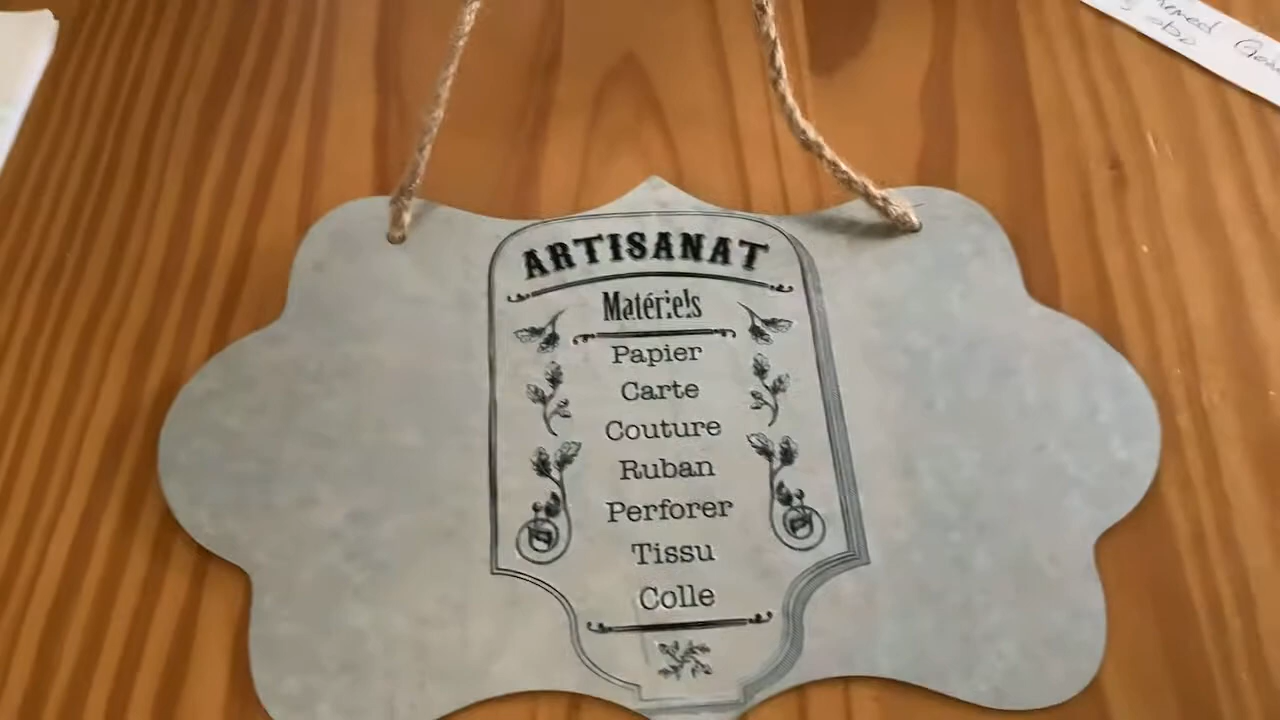 ARTISANAT
Matériels
Papier
Carte
Couture
Ruban
Perforer
Tissu
Colle